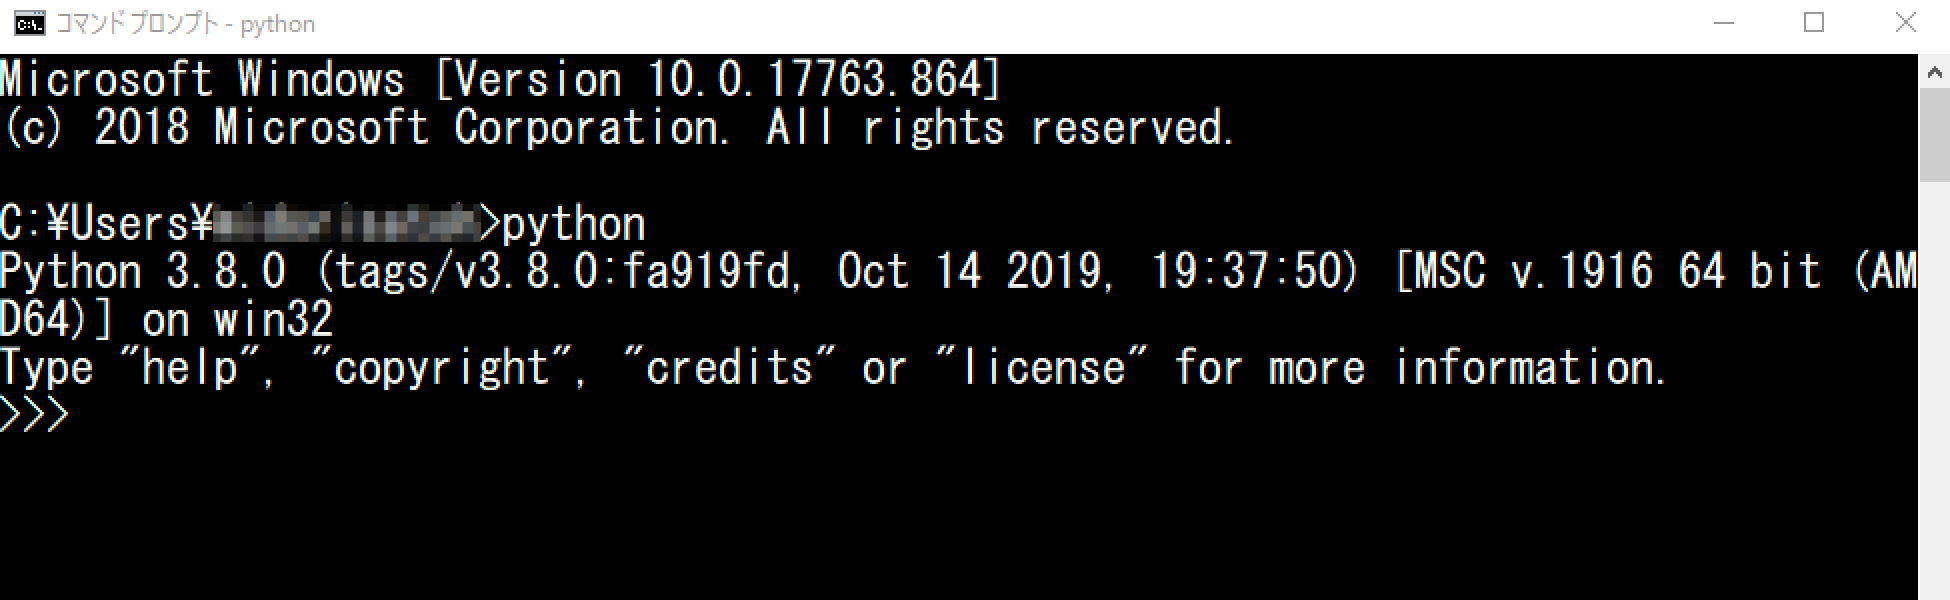 コマンドプロンプト - python
Microsoft Windows [Version 10.0.17763.864]
(c) 2018 Microsoft Corporation. All rights reserved.
C:¥Users¥>python
Python 3.8.0 (tags/v3.8.0:fa919fd, Oct 14 2019, 19:37:50) [MSC v.1916 64 bit (AM
D64)] on win32
Type "help", "copyright", "credits" or "license" for more information.
>>>